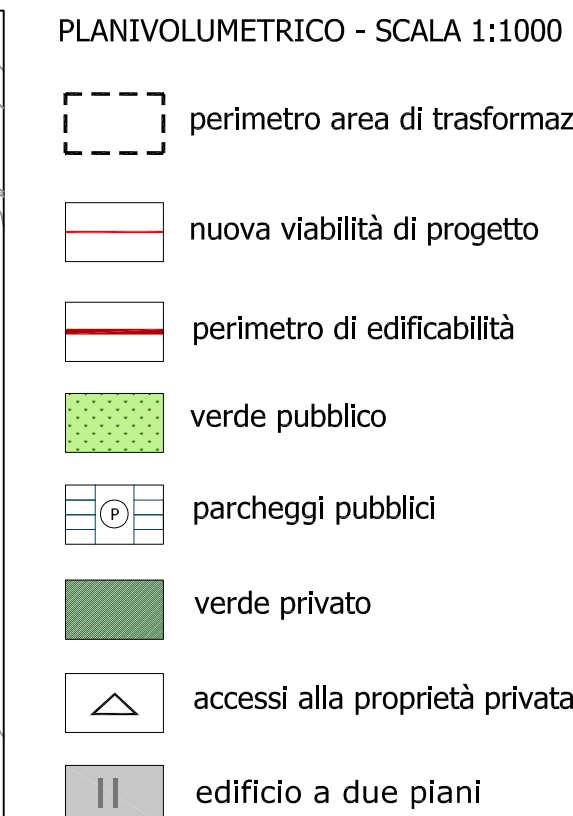 PLANIVOLUMETRICO - SCALA 1:1000
perimetro area di trasformaz
nuova viabilità di progetto
perimetro di edificabilità
verde pubblico
P
parcheggi pubblici
verde privato
accessi alla proprietà privata
II
edificio a due piani